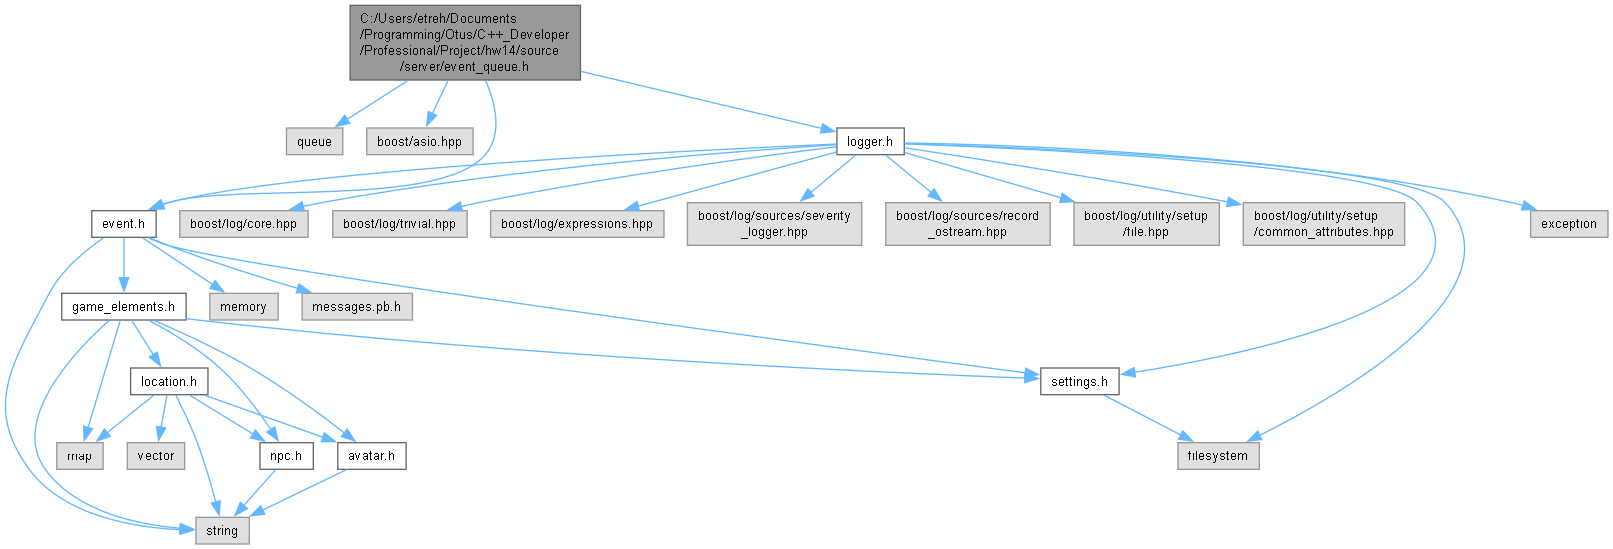 C:/Users/etreh/Documents
/Programming/Otus/C++_Developer
/Professional/Project/hw14/source
/server/event_queue.h
queue
boost/asio.hpp
logger.h
event.h
boost/log/core.hpp
boost/log/trivial.hpp
boost/log/expressions.hpp
boost/log/sources/severity
_logger.hpp
boost/log/sources/record
_ostream.hpp
boost/log/utility/setup
/file.hpp
boost/log/utility/setup
/common_attributes.hpp
exception
game_elements.h
memory
messages.pb.h
location.h
settings.h
map
vector
npc.h
avatar.h
filesystem
string